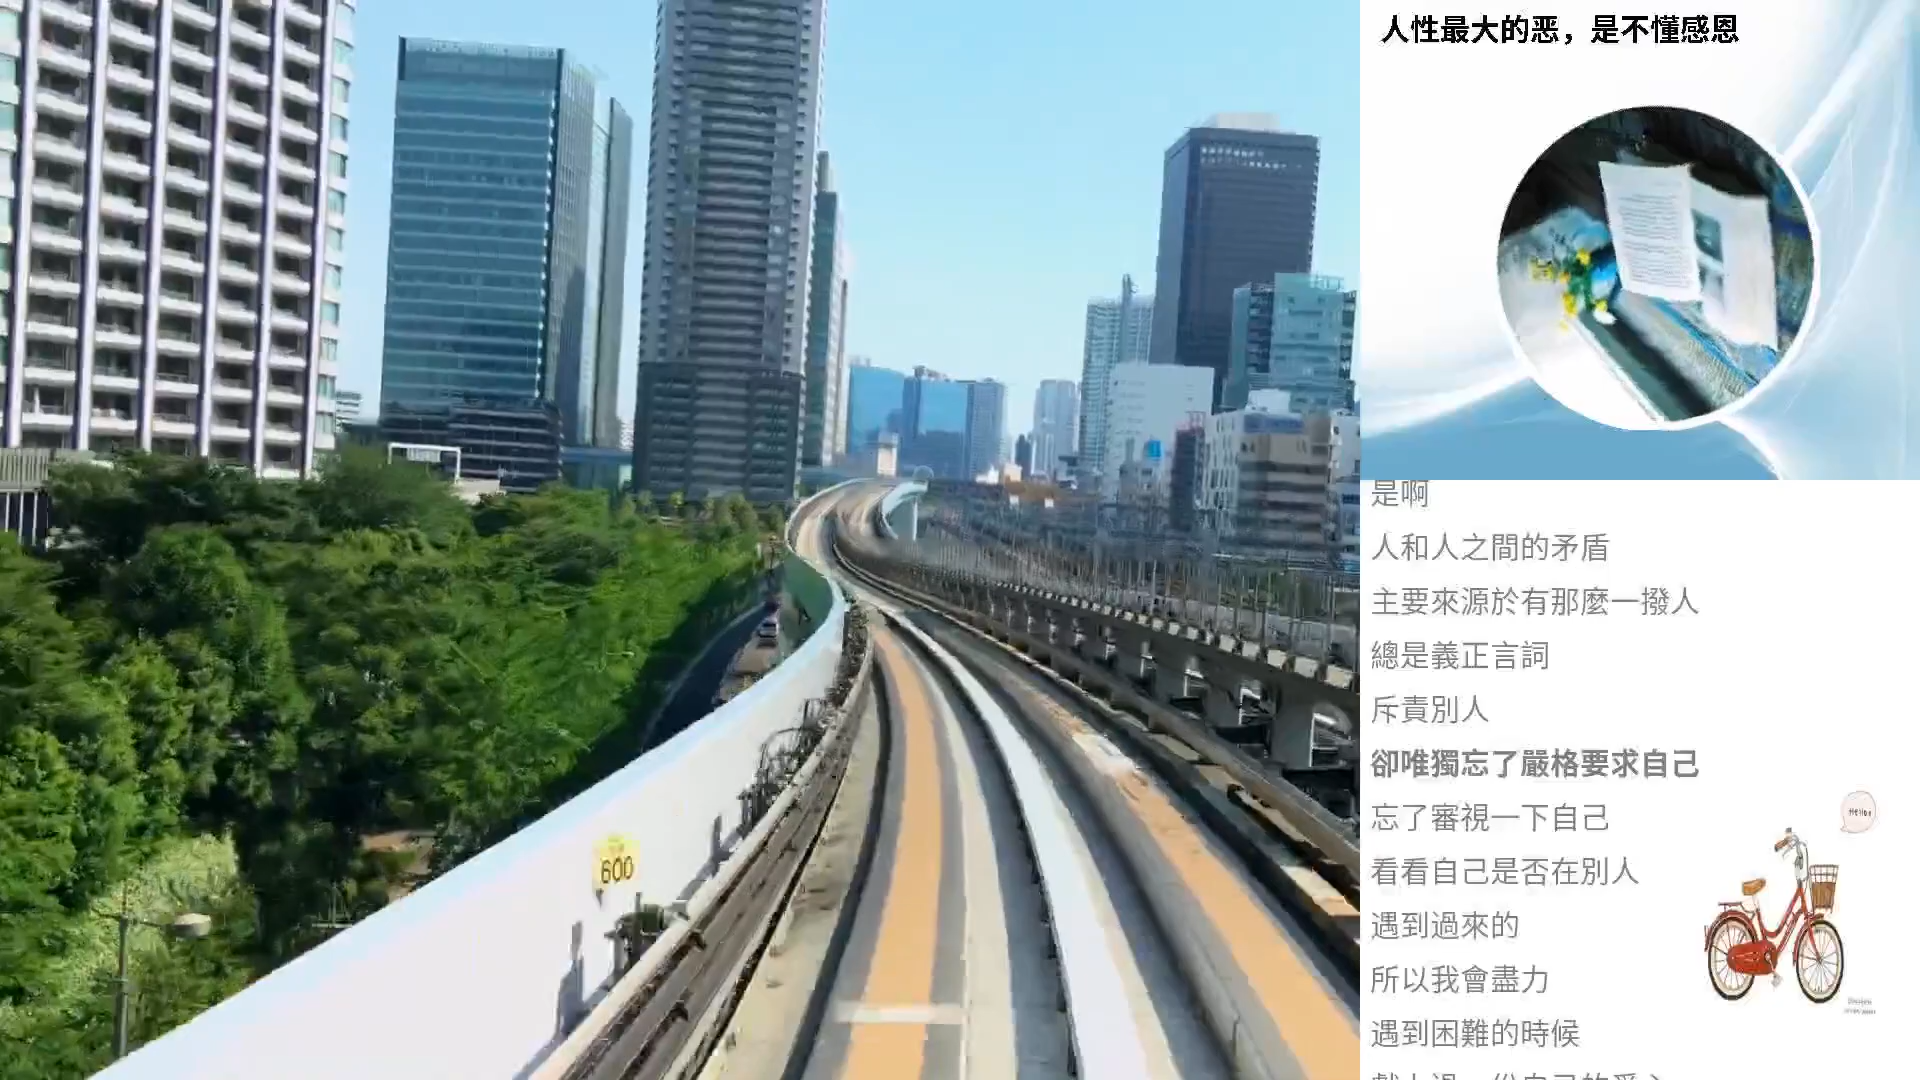 人性最大的恶，是不懂感恩
是啊
人和人之間的矛盾
主要來源於有那麼一撥人
總是義正言詞
斥責別人
卻唯獨忘了嚴格要求自己
忘了審視一下自己
看看自己是否在別人
遇到過來的
所以我會盡力
遇到困難的時候
600
Hello